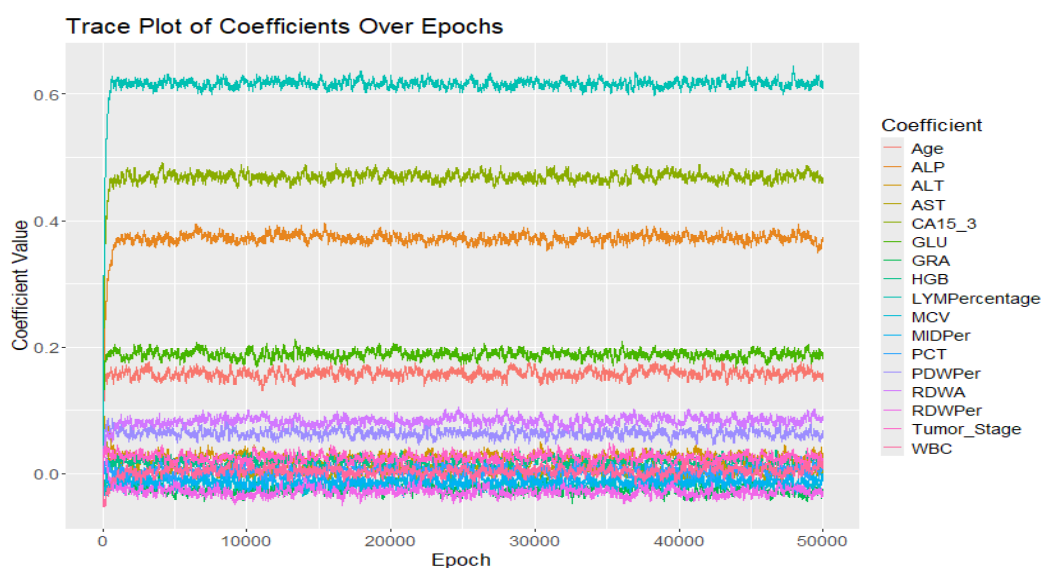 Trace Plot of Coefficients Over Epochs
Coefficient Value
0.6
0.4
0.2
0.0
0
10000
20000
30000
40000
50000
Epoch
Coefficient
Age
ALP
ALT
AST
CA15_3
GLU
GRA
HGB
LYMPercentage
MCV
MIDPer
PCT
PDWPer
RDWA
RDWPer
Tumor_Stage
WBC